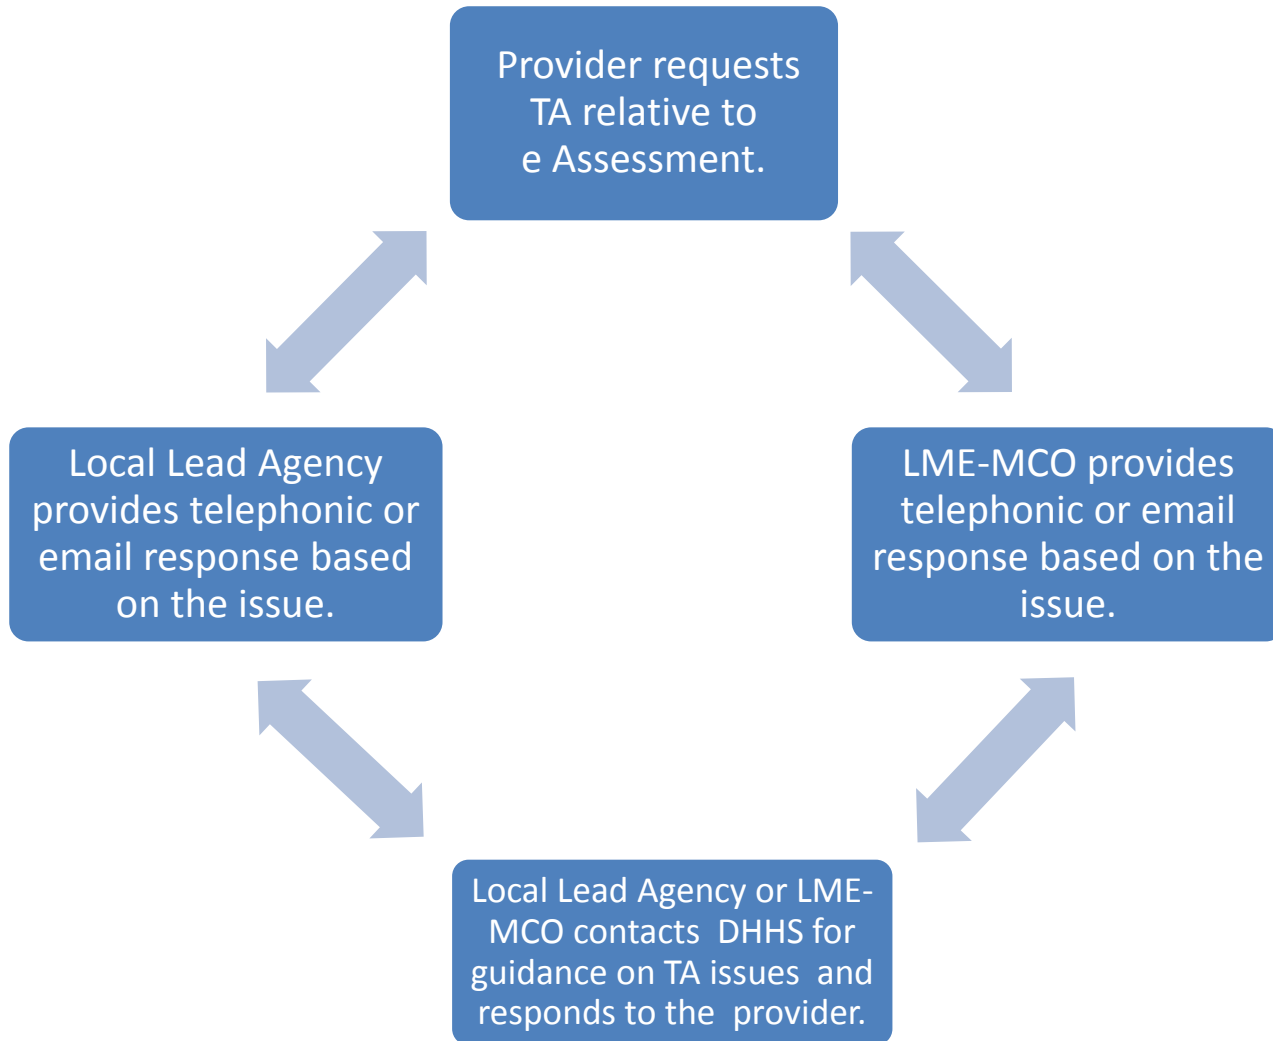 Provider requests
TA relative to
e Assessment.
Local Lead Agency
provides telephonic or
email response based
on the issue.
LME-MCO provides
telephonic or email
response based on the
issue.
Local Lead Agency or LME-
MCO contacts  DHHS for
guidance on TA issues  and
responds to the  provider.